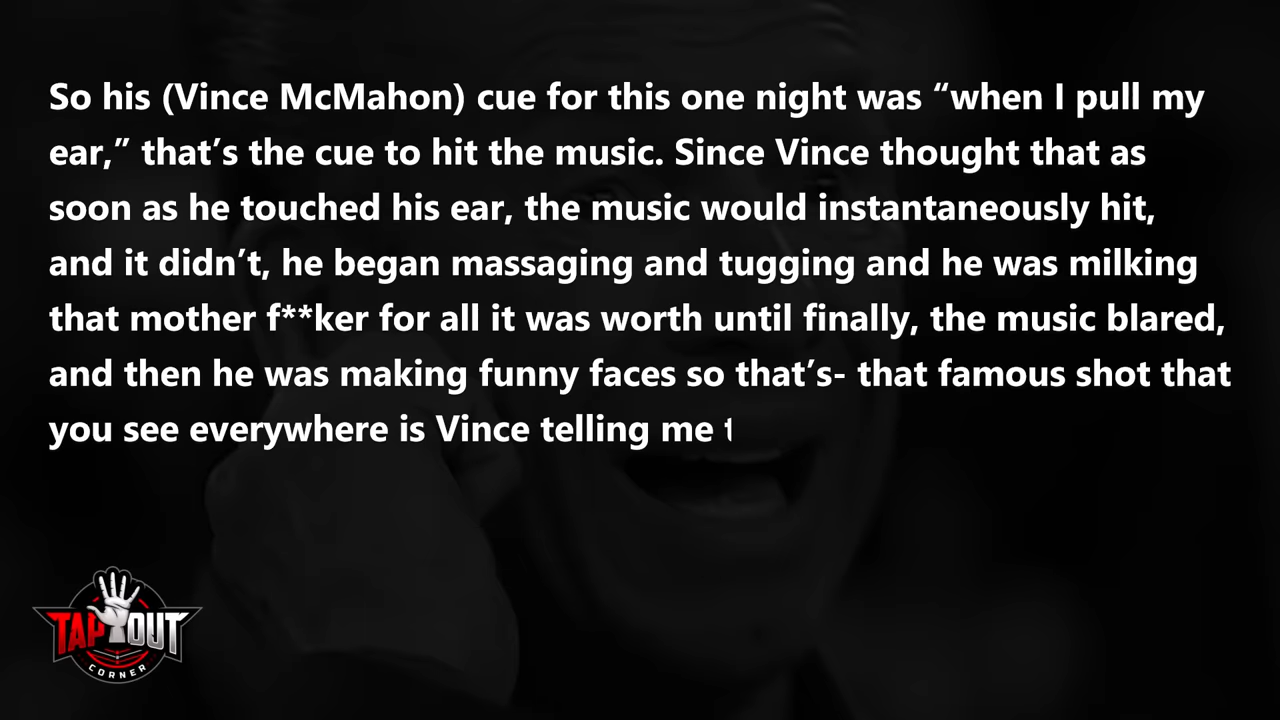 So his (Vince McMahon) cue for this one night was “when I pull my
ear,” that’s the cue to hit the music. Since Vince thought that as
soon as he touched his ear, the music would instantaneously hit,
and it didn’t, he began massaging and tugging and he was milking
that mother f**ker for all it was worth until finally, the music blared,
and then he was making funny faces so that’s- that famous shot that
you see everywhere is Vince telling me
TAP OUT
CORNER